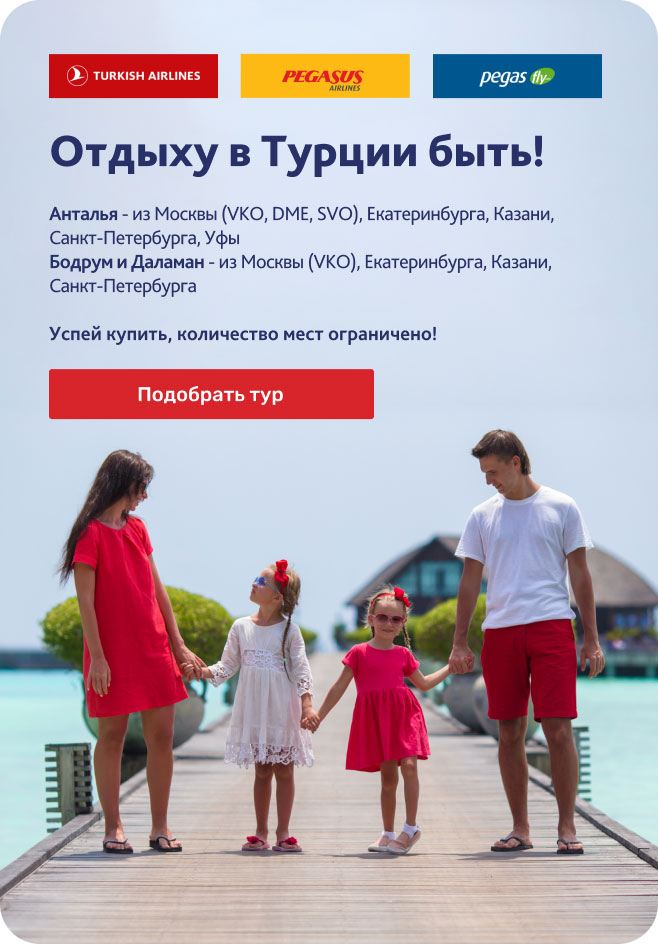 TURKISH AIRLINES
PEGASUS
AIRLINES
pegas fly
Отдыху в Турции быть!
Анталья - из Москвы (VKO, DME, SVO), Екатеринбурга, Казани,
Санкт-Петербурга, Уфы
Бодрум и Даламан - из Москвы (VKO), Екатеринбурга, Казани,
Санкт-Петербурга
Успей купить, количество мест ограничено!
Подобрать тур